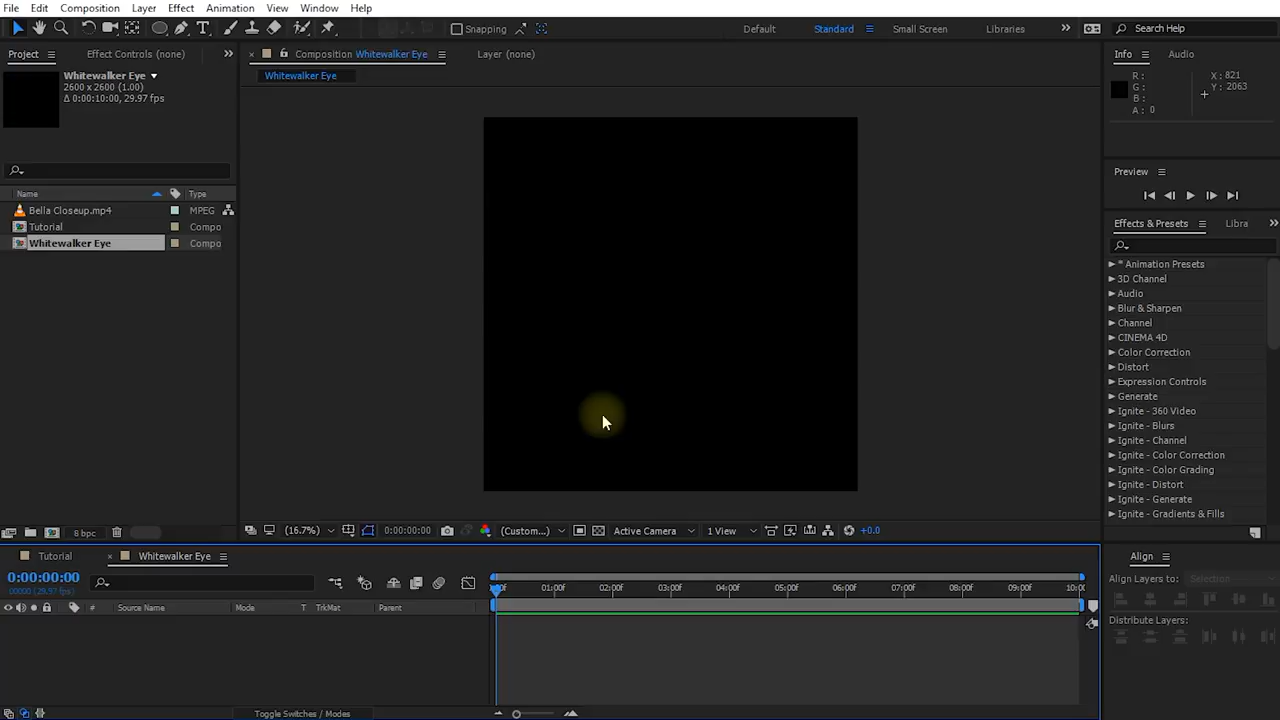 File Edit Composition Layer Effect Animation View Window Help
Snapping Default Standard Small Screen Libraries Search Help
Project Effect Controls (none) Composition Whitewalker Eye Layer (none) Info Audio
Whitewalker Eye
Whitewalker Eye
2600 x 2600 (1.00)
Δ 0:00:10:00, 29.97 fps
R: X: 821
G: Y: 2063
B:
A: 0
Preview
Name Type
Bella Closeup.mp4 MPEG
Tutorial Compo
Whitewalker Eye Compo
Effects & Presets Libra
* Animation Presets
3D Channel
Audio
Blur & Sharpen
Channel
CINEMA 4D
Color Correction
Distort
Expression Controls
Generate
Ignite - 360 Video
Ignite - Blurs
Ignite - Channel
Ignite - Color Correction
Ignite - Color Grading
Ignite - Distort
Ignite - Generate
Ignite - Gradients & Fills
8 bpc (16.7%) 0:00:00:00 (Custom...) Active Camera 1 View +0.0
Tutorial Whitewalker Eye Align
0:00:00:00
00000 (29.97 fps)
Align Layers to: Selection
:00f 01:00f 02:00f 03:00f 04:00f 05:00f 06:00f 07:00f 08:00f 09:00f 10:00
# Source Name Mode T TrkMat Parent
Distribute Layers:
Toggle Switches / Modes